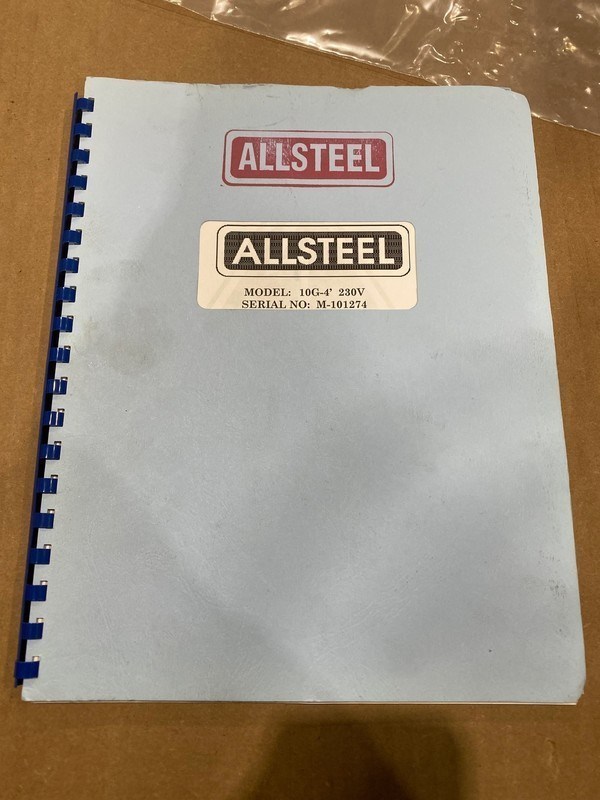 ALLSTEEL
ALLSTEEL
MODEL: 10G-4' 230V
SERIAL NO: M-101274